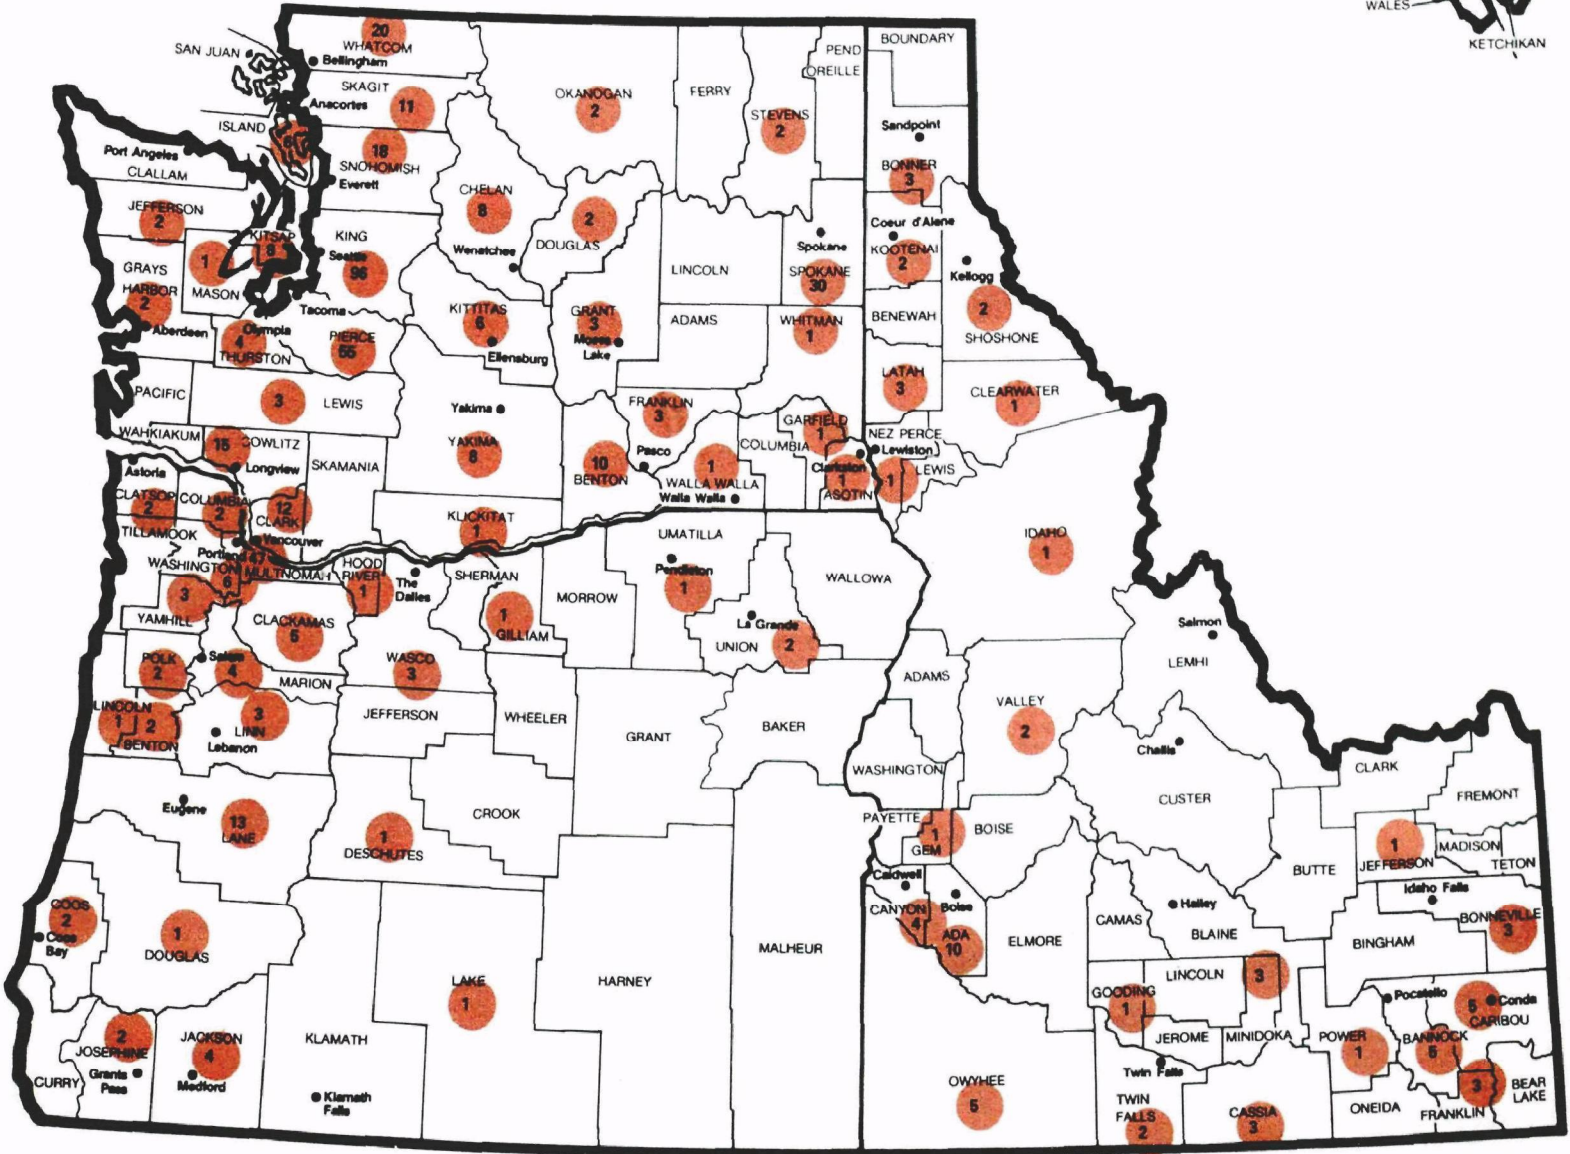 WALES
KETCHIKAN
20
WHATCOM
SAN JUAN
Bellingham
SKAGIT
11
Anacortes
ISLAND
6
18
SNOHOMISH
Everett
Port Angeles
CLALLAM
JEFFERSON
2
KITSAP
8
KING
Seattle
96
1
MASON
GRAYS
HARBOR
2
Aberdeen
Tacoma
Olympia
4
THURSTON
PIERCE
55
PACIFIC
3
LEWIS
WAHKIAKUM
15
COWLITZ
Longview
SKAMANIA
12
CLARK
Vancouver
OKANOGAN
2
FERRY
STEVENS
2
PEND
OREILLE
CHELAN
8
Wenatchee
2
DOUGLAS
LINCOLN
Spokane
SPOKANE
30
KITTITAS
6
Ellensburg
GRANT
3
Moses
Lake
ADAMS
WHITMAN
1
Yakima
YAKIMA
8
FRANKLIN
3
Pasco
10
BENTON
1
WALLA WALLA
Walla Walla
COLUMBIA
GARFIELD
1
Clarkston
1
ASOTIN
KLICKITAT
1
BOUNDARY
Sandpoint
BONNER
3
Coeur d'Alene
KOOTENAI
2
Kellogg
2
SHOSHONE
BENEWAH
LATAH
3
CLEARWATER
1
NEZ PERCE
Lewiston
1
LEWIS
IDAHO
1
Astoria
CLATSOP
2
COLUMBIA
2
TILLAMOOK
Portland
47
MULTNOMAH
WASHINGTON
6
HOOD
RIVER
1
The
Dalles
SHERMAN
3
YAMHILL
CLACKAMAS
5
1
GILLIAM
MORROW
UMATILLA
Pendleton
1
WALLOWA
La Grande
UNION
2
POLK
2
Salem
4
MARION
WASCO
3
LINCOLN
1
2
BENTON
3
LINN
Lebanon
JEFFERSON
WHEELER
GRANT
BAKER
Eugene
13
LANE
1
DESCHUTES
CROOK
COOS
2
Coos
Bay
1
DOUGLAS
LAKE
1
HARNEY
MALHEUR
2
JOSEPHINE
Grants
Pass
JACKSON
4
Medford
KLAMATH
Klamath
Falls
CURRY
ADAMS
VALLEY
2
Salmon
LEMHI
WASHINGTON
Challis
CUSTER
CLARK
FREMONT
PAYETTE
1
GEM
BOISE
1
JEFFERSON
MADISON
TETON
BUTTE
Caldwell
CANYON
4
Boise
ADA
10
ELMORE
CAMAS
Hailey
BLAINE
Idaho Falls
BONNEVILLE
3
BINGHAM
GOODING
1
LINCOLN
3
JEROME
MINIDOKA
Pocatello
5
Conda
CARIBOU
POWER
1
BANNOCK
5
Twin Falls
OWYHEE
5
TWIN
FALLS
2
CASSIA
3
ONEIDA
3
FRANKLIN
BEAR
LAKE